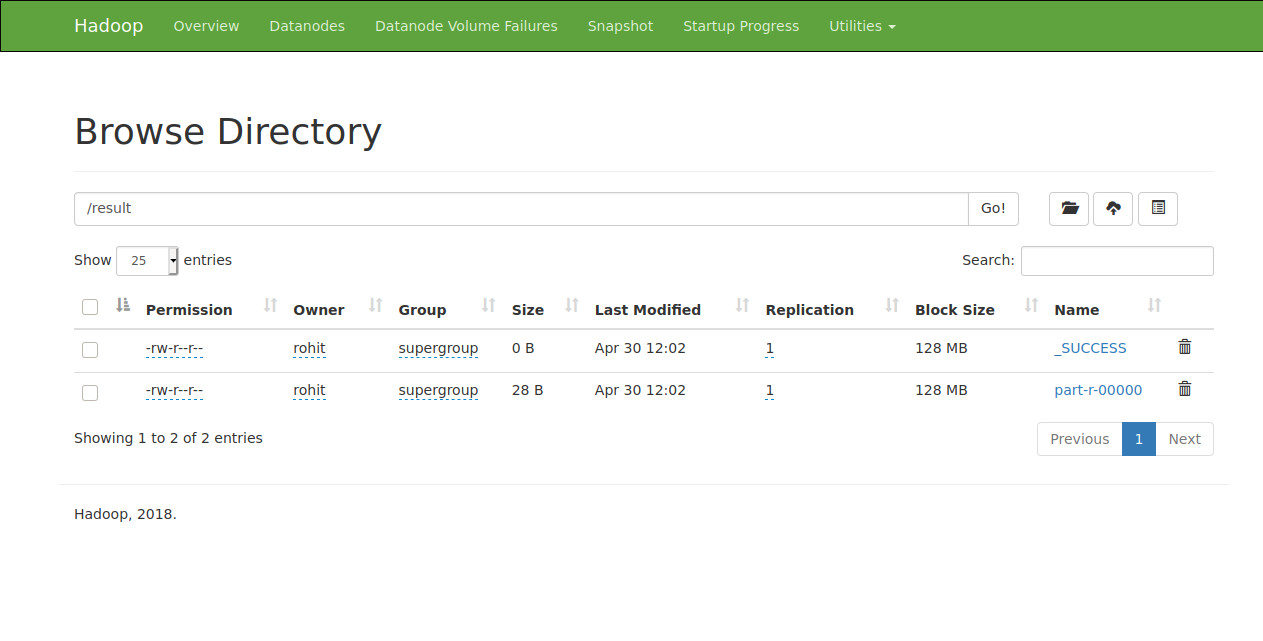 Hadoop Overview Datanodes Datanode Volume Failures Snapshot Startup Progress Utilities
Browse Directory
/result Go!
Show 25 entries Search:
Permission Owner Group Size Last Modified Replication Block Size Name
-rw-r--r-- rohit supergroup 0 B Apr 30 12:02 1 128 MB _SUCCESS
-rw-r--r-- rohit supergroup 28 B Apr 30 12:02 1 128 MB part-r-00000
Showing 1 to 2 of 2 entries Previous 1 Next
Hadoop, 2018.